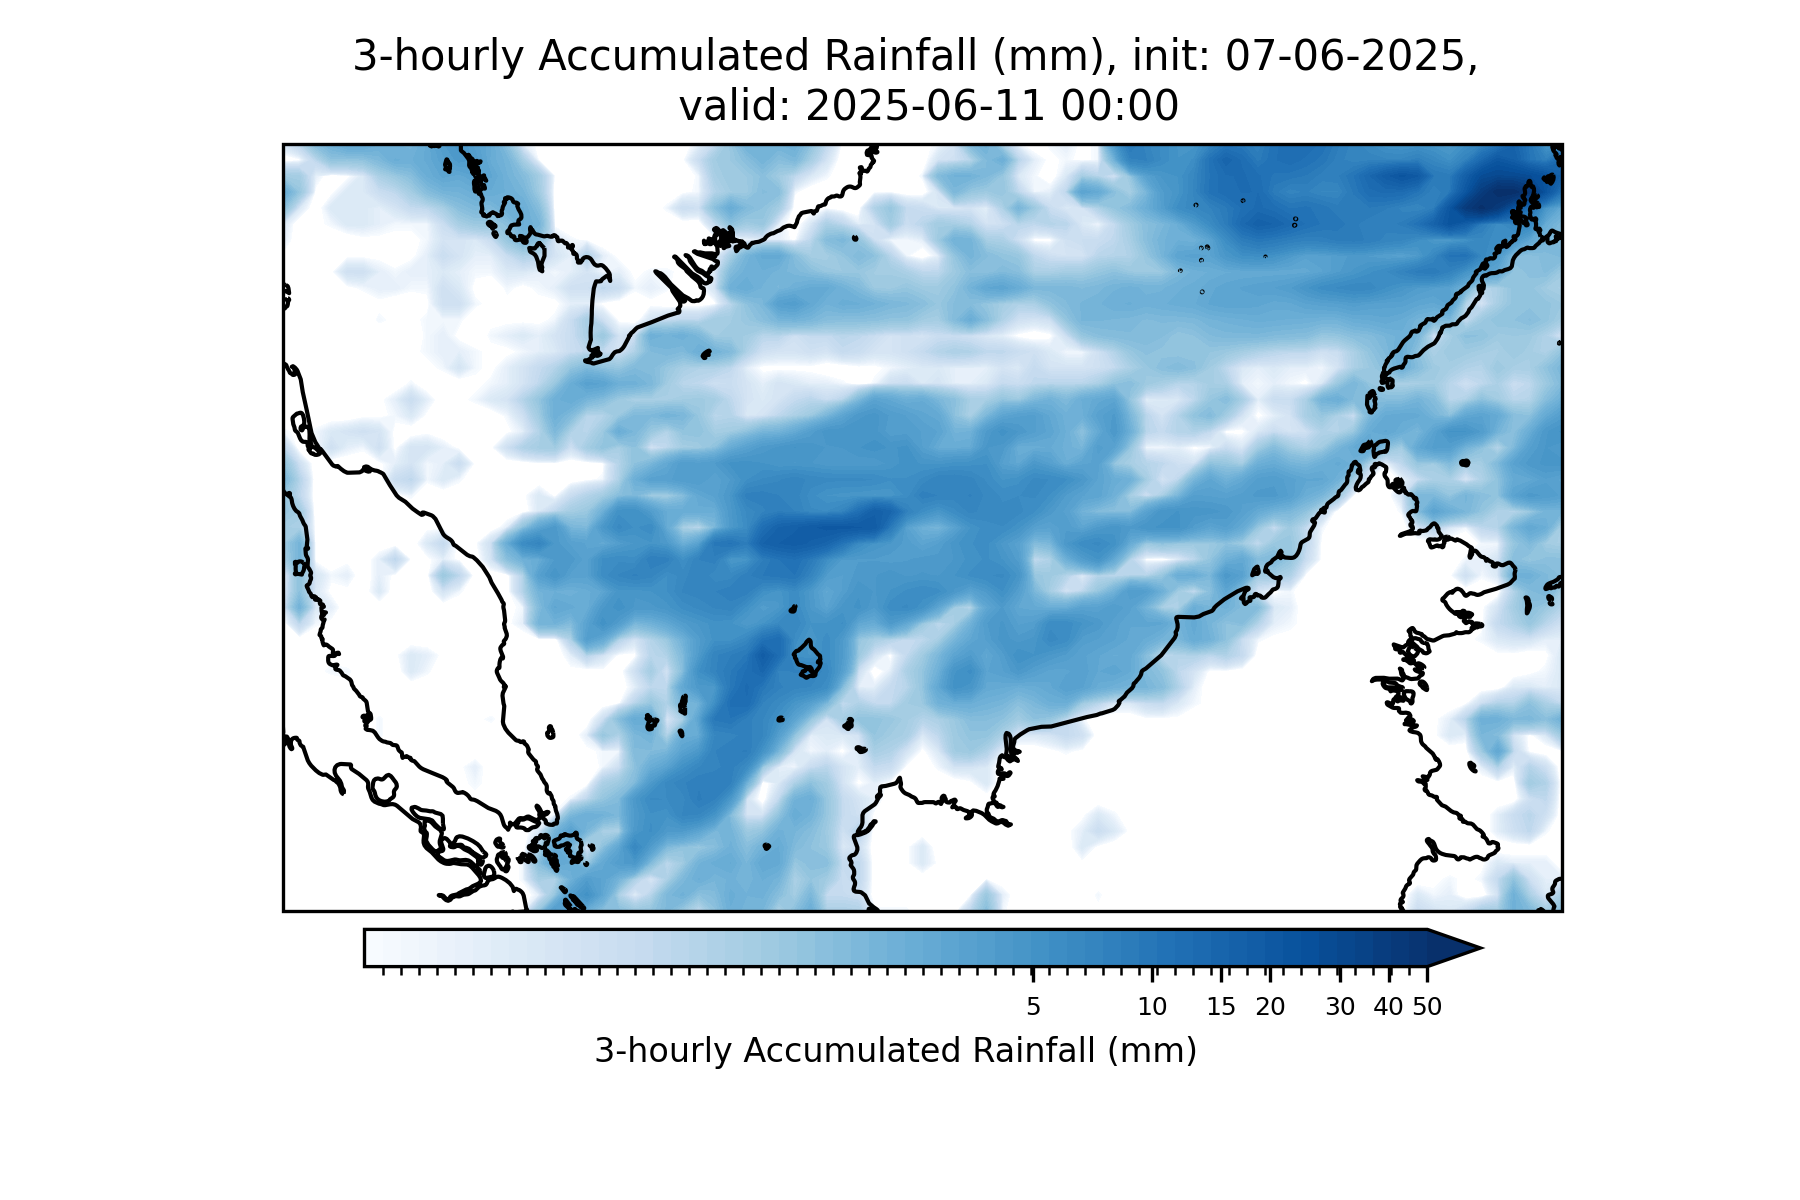 3-hourly Accumulated Rainfall (mm), init: 07-06-2025,
valid: 2025-06-11 00:00
5 10 15 20 30 40 50
3-hourly Accumulated Rainfall (mm)